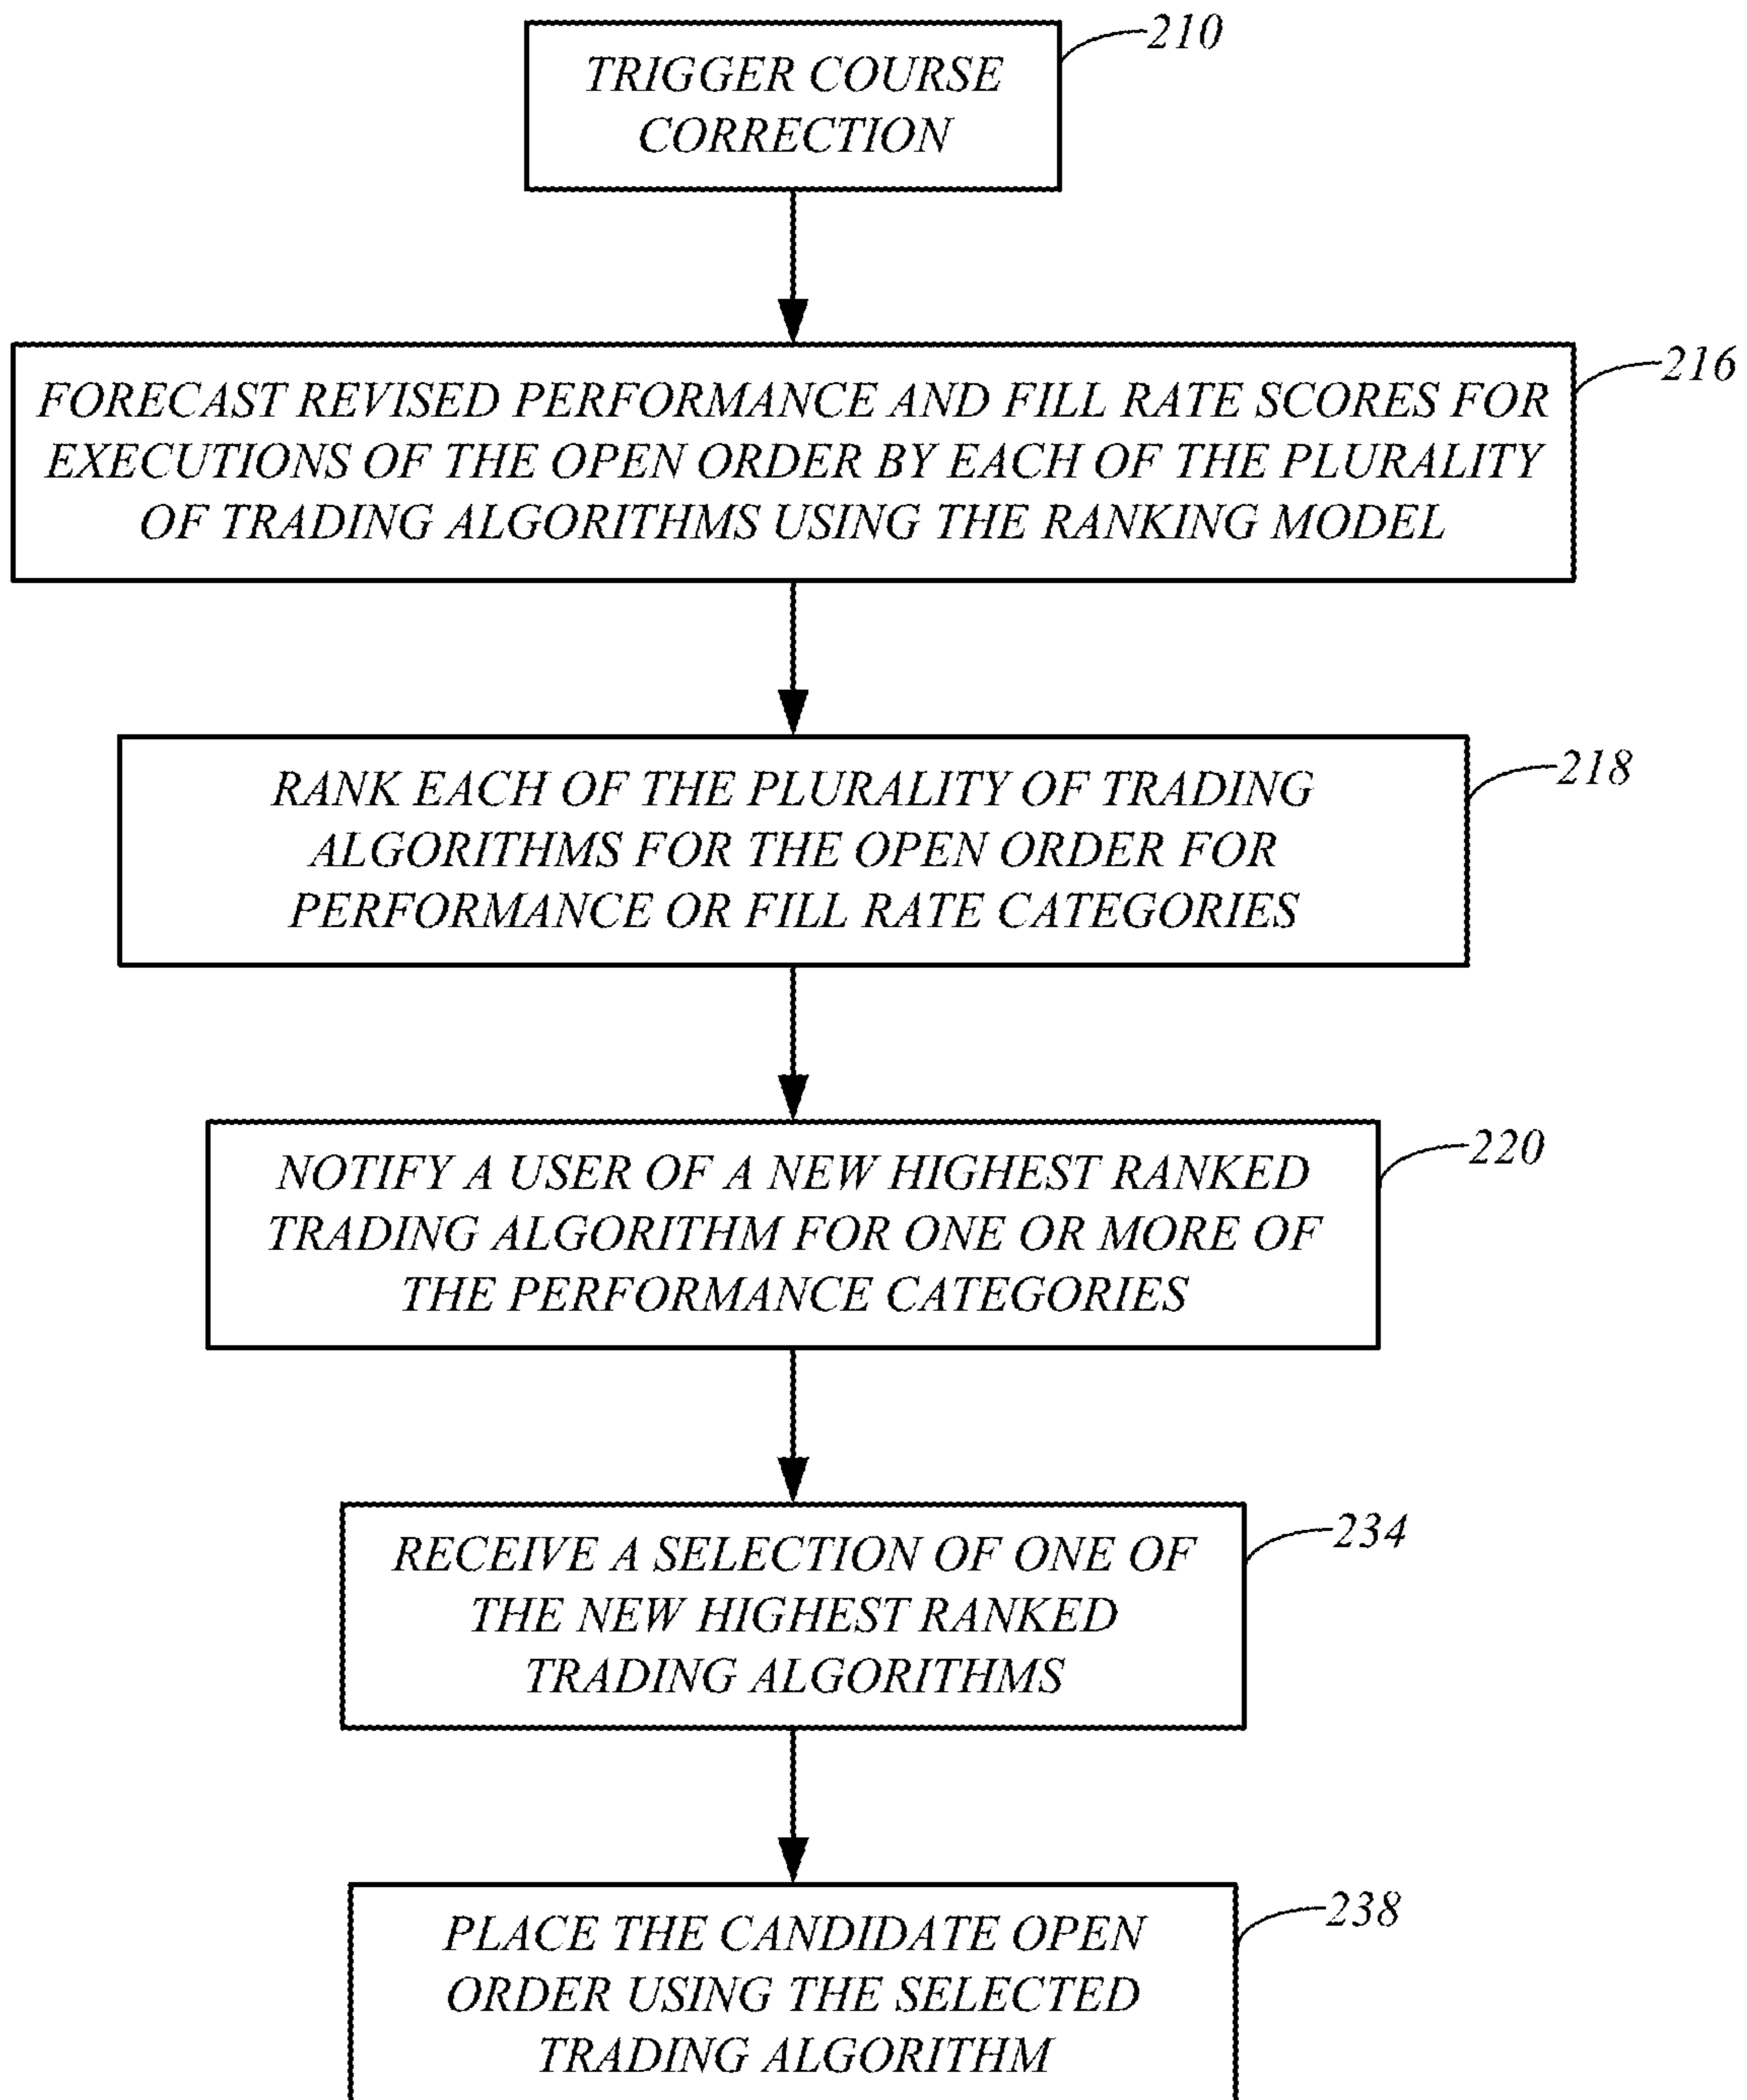 TRIGGER COURSE
CORRECTION
210
FORECAST REVISED PERFORMANCE AND FILL RATE SCORES FOR
EXECUTIONS OF THE OPEN ORDER BY EACH OF THE PLURALITY
OF TRADING ALGORITHMS USING THE RANKING MODEL
216
RANK EACH OF THE PLURALITY OF TRADING
ALGORITHMS FOR THE OPEN ORDER FOR
PERFORMANCE OR FILL RATE CATEGORIES
218
NOTIFY A USER OF A NEW HIGHEST RANKED
TRADING ALGORITHM FOR ONE OR MORE OF
THE PERFORMANCE CATEGORIES
220
RECEIVE A SELECTION OF ONE OF
THE NEW HIGHEST RANKED
TRADING ALGORITHMS
234
PLACE THE CANDIDATE OPEN
ORDER USING THE SELECTED
TRADING ALGORITHM
238